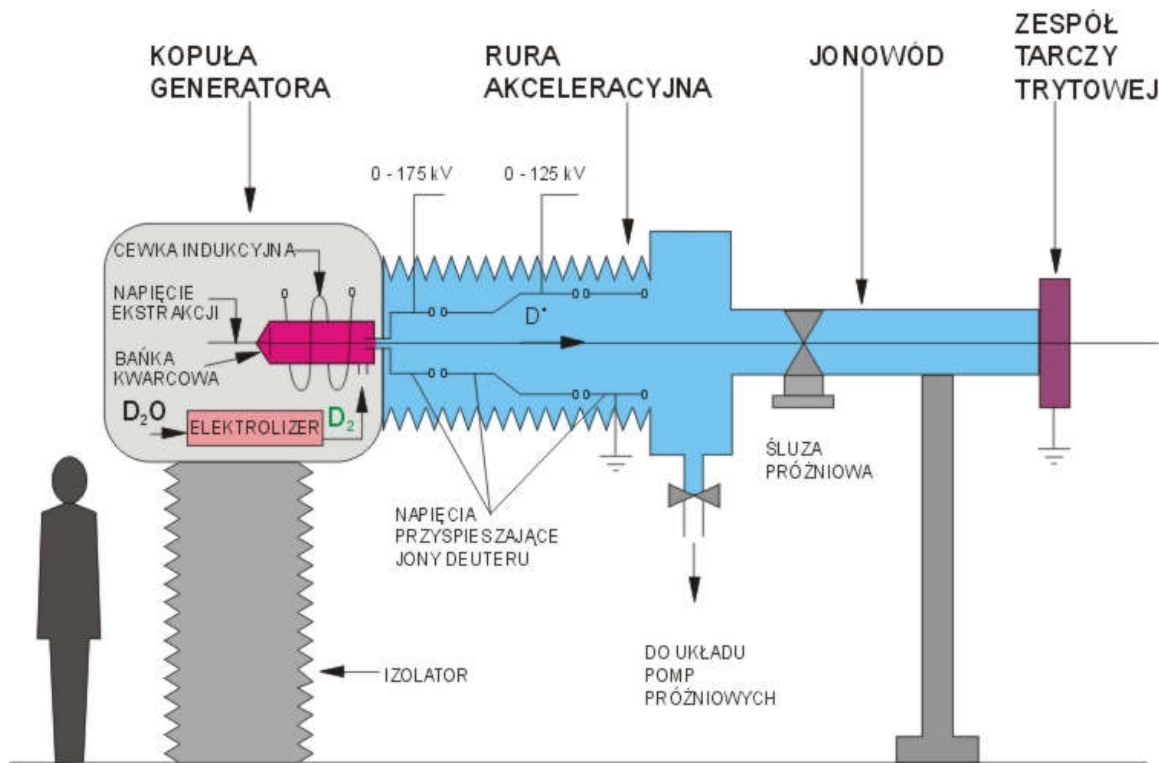 KOPUŁA
GENERATORA
RURA
AKCELERACYJNA
JONOWÓD
ZESPÓŁ
TARCZY
TRYTOWEJ
0 - 175 kV
0 - 125 kV
CEWKA INDUKCYJNA
NAPIĘCIE
EKSTRAKCJI
BAŃKA
KWARCOWA
D₂O
ELEKTROLIZER
D₂
D⁺
ŚLUZA
PRÓŻNIOWA
NAPIĘCIA
PRZYSPIESZAJĄCE
JONY DEUTERU
IZOLATOR
DO UKŁADU
POMP
PRÓŻNIOWYCH